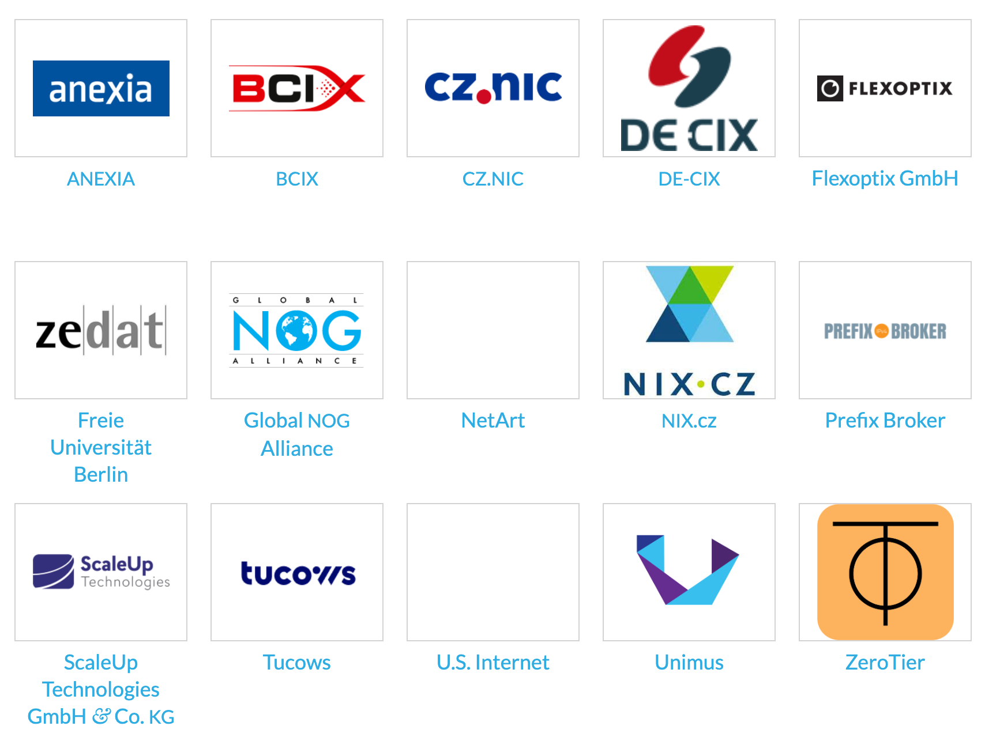 anexia
BCIX
cz.nic
DE-CIX
FLEXOPTIX
ANEXIA
BCIX
CZ.NIC
DE-CIX
Flexoptix GmbH
zedat
GLOBAL
NOG
ALLIANCE
NIX.CZ
PREFIX IPv4 BROKER
Freie
Universität
Berlin
Global NOG
Alliance
NetArt
NIX.cz
Prefix Broker
ScaleUp
Technologies
tucows
ScaleUp
Technologies
GmbH & Co. KG
Tucows
U.S. Internet
Unimus
ZeroTier